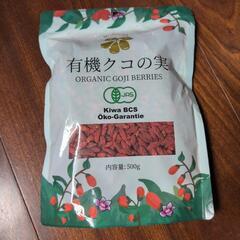 有機クコの実
ORGANIC GOJI BERRIES
JAS
Kiwa BCS
Öko-Garantie
内容量:500g